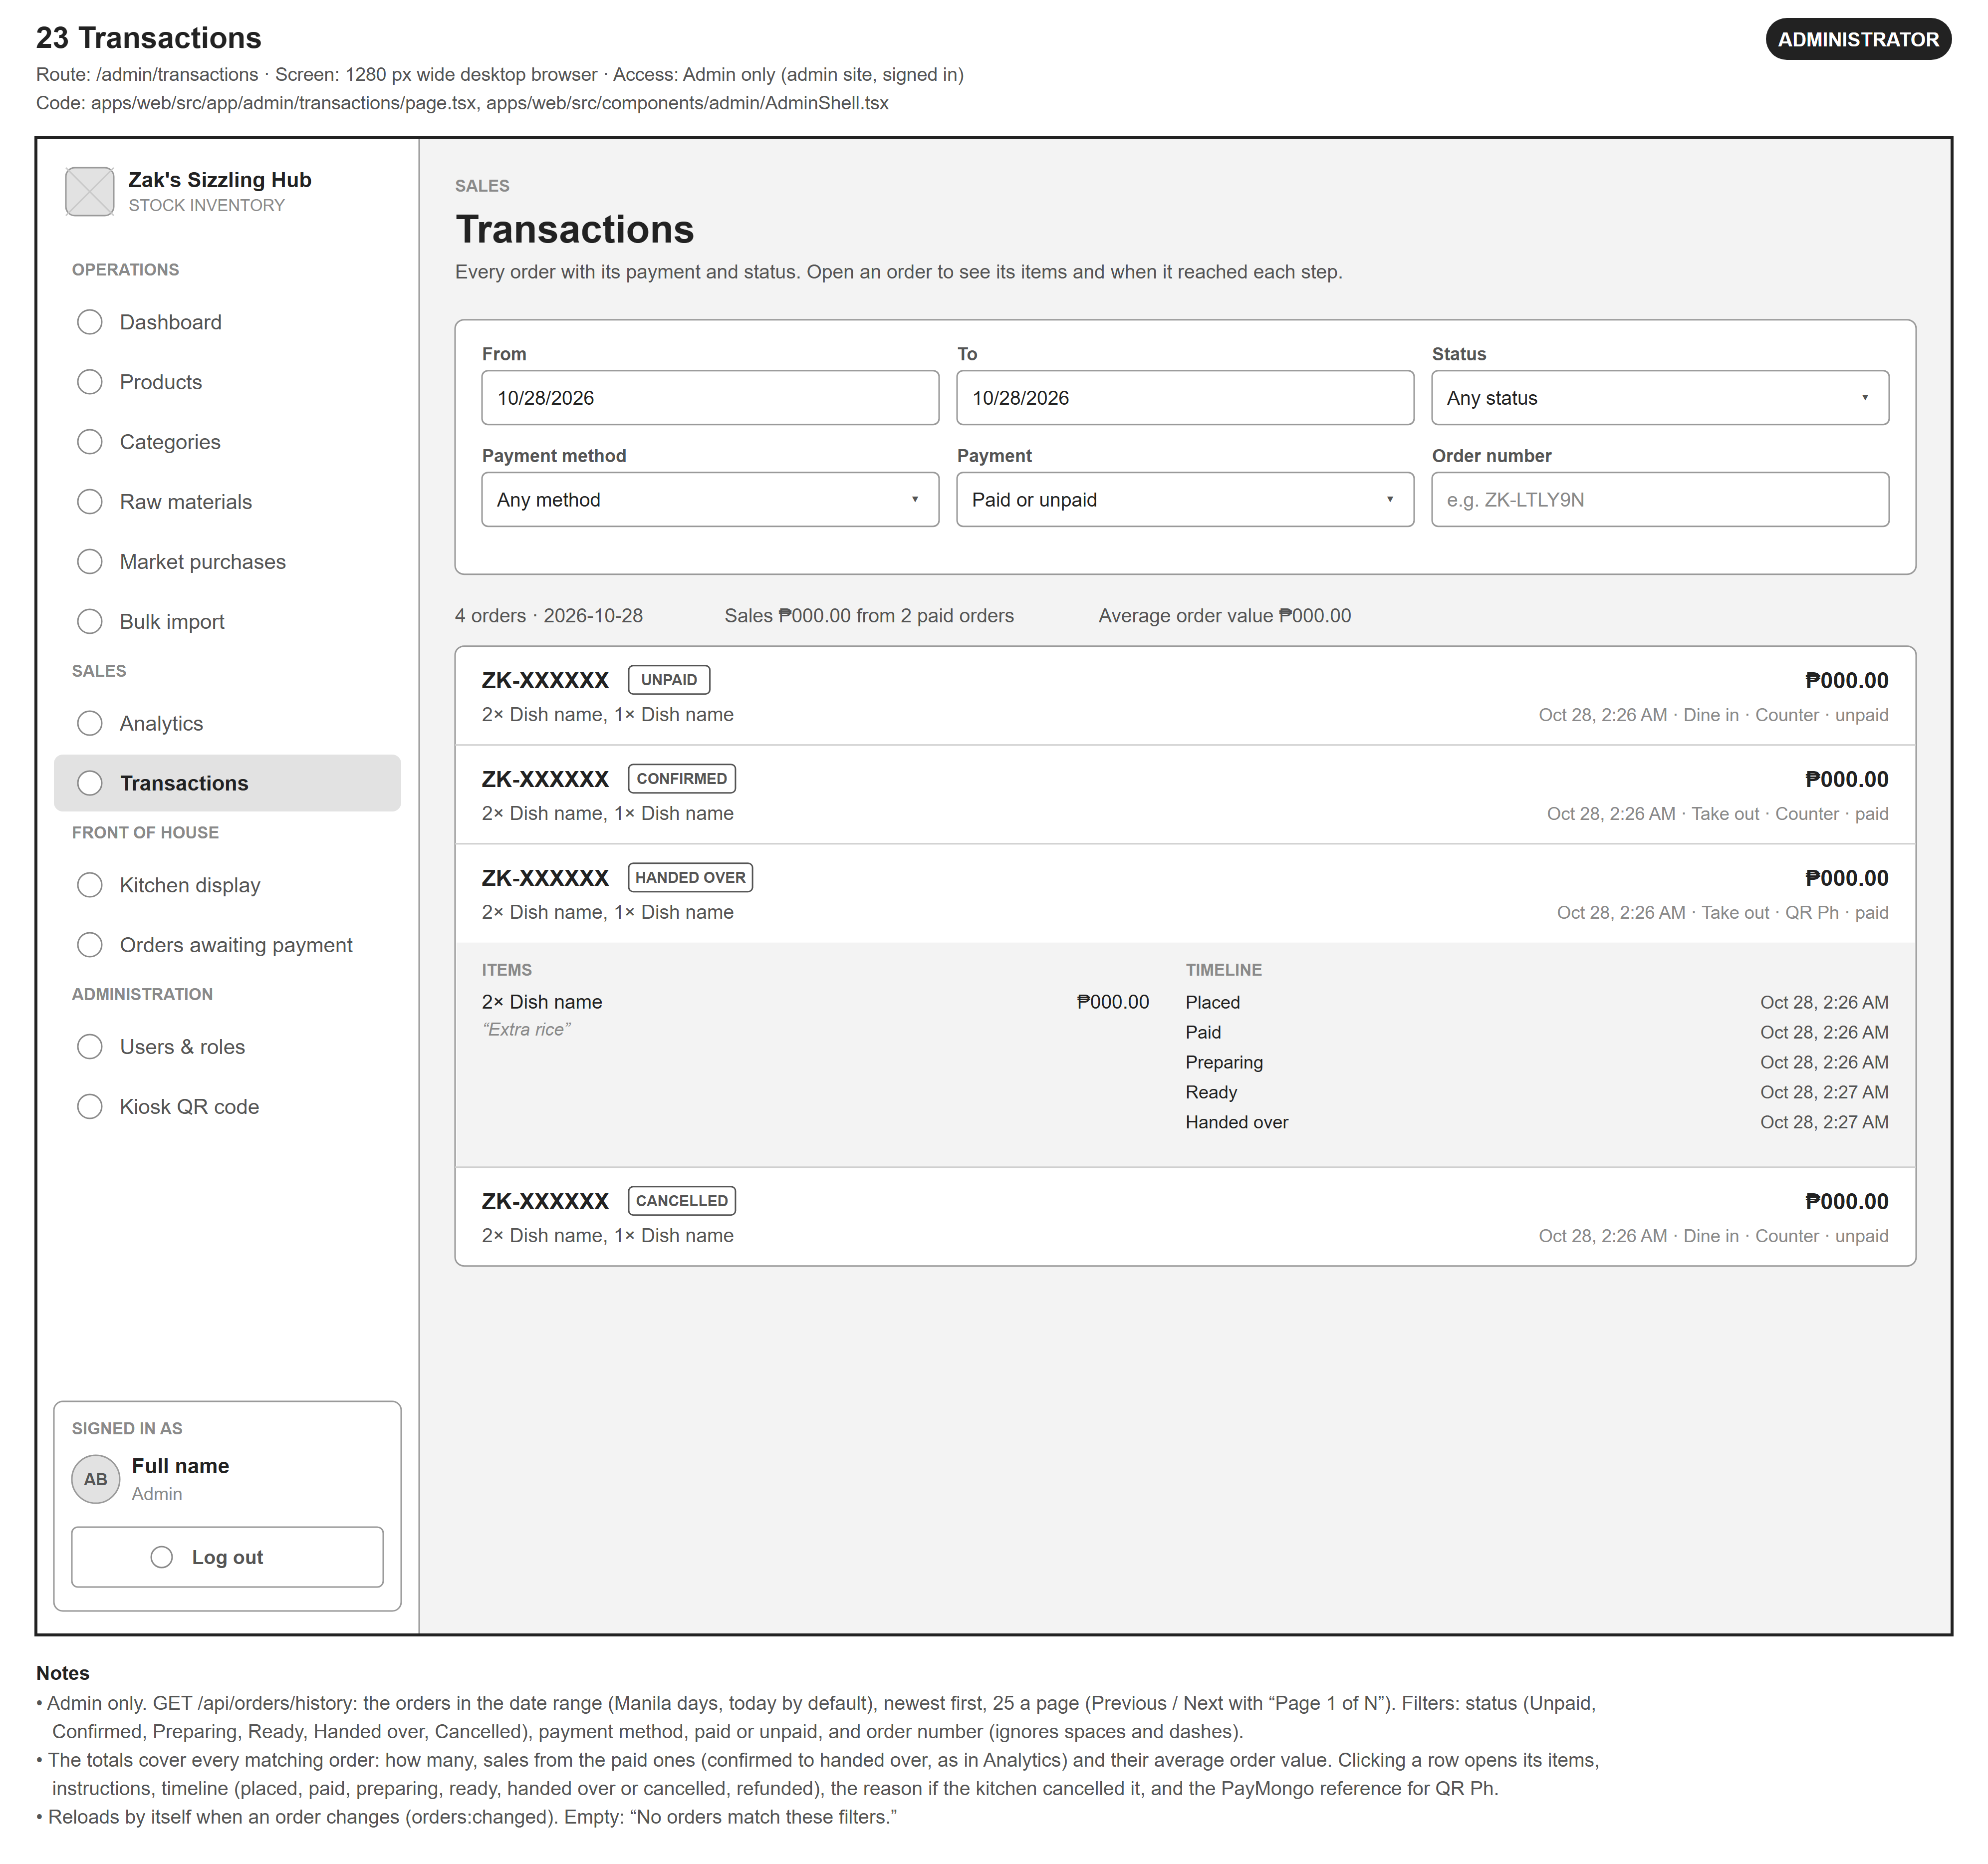 23 Transactions
ADMINISTRATOR
Route: /admin/transactions · Screen: 1280 px wide desktop browser · Access: Admin only (admin site, signed in)
Code: apps/web/src/app/admin/transactions/page.tsx, apps/web/src/components/admin/AdminShell.tsx
Zak's Sizzling Hub
STOCK INVENTORY
OPERATIONS
Dashboard
Products
Categories
Raw materials
Market purchases
Bulk import
SALES
Analytics
Transactions
FRONT OF HOUSE
Kitchen display
Orders awaiting payment
ADMINISTRATION
Users & roles
Kiosk QR code
SIGNED IN AS
AB
Full name
Admin
Log out
SALES
Transactions
Every order with its payment and status. Open an order to see its items and when it reached each step.
From To Status
10/28/2026 10/28/2026 Any status
Payment method Payment Order number
Any method Paid or unpaid e.g. ZK-LTLY9N
4 orders · 2026-10-28 Sales ₱000.00 from 2 paid orders Average order value ₱000.00
ZK-XXXXXX UNPAID ₱000.00
2× Dish name, 1× Dish name Oct 28, 2:26 AM · Dine in · Counter · unpaid
ZK-XXXXXX CONFIRMED ₱000.00
2× Dish name, 1× Dish name Oct 28, 2:26 AM · Take out · Counter · paid
ZK-XXXXXX HANDED OVER ₱000.00
2× Dish name, 1× Dish name Oct 28, 2:26 AM · Take out · QR Ph · paid
ITEMS
2× Dish name ₱000.00
“Extra rice”
TIMELINE
Placed Oct 28, 2:26 AM
Paid Oct 28, 2:26 AM
Preparing Oct 28, 2:26 AM
Ready Oct 28, 2:27 AM
Handed over Oct 28, 2:27 AM
ZK-XXXXXX CANCELLED ₱000.00
2× Dish name, 1× Dish name Oct 28, 2:26 AM · Dine in · Counter · unpaid
Notes
• Admin only. GET /api/orders/history: the orders in the date range (Manila days, today by default), newest first, 25 a page (Previous / Next with “Page 1 of N”). Filters: status (Unpaid,
Confirmed, Preparing, Ready, Handed over, Cancelled), payment method, paid or unpaid, and order number (ignores spaces and dashes).
• The totals cover every matching order: how many, sales from the paid ones (confirmed to handed over, as in Analytics) and their average order value. Clicking a row opens its items,
instructions, timeline (placed, paid, preparing, ready, handed over or cancelled, refunded), the reason if the kitchen cancelled it, and the PayMongo reference for QR Ph.
• Reloads by itself when an order changes (orders:changed). Empty: “No orders match these filters.”